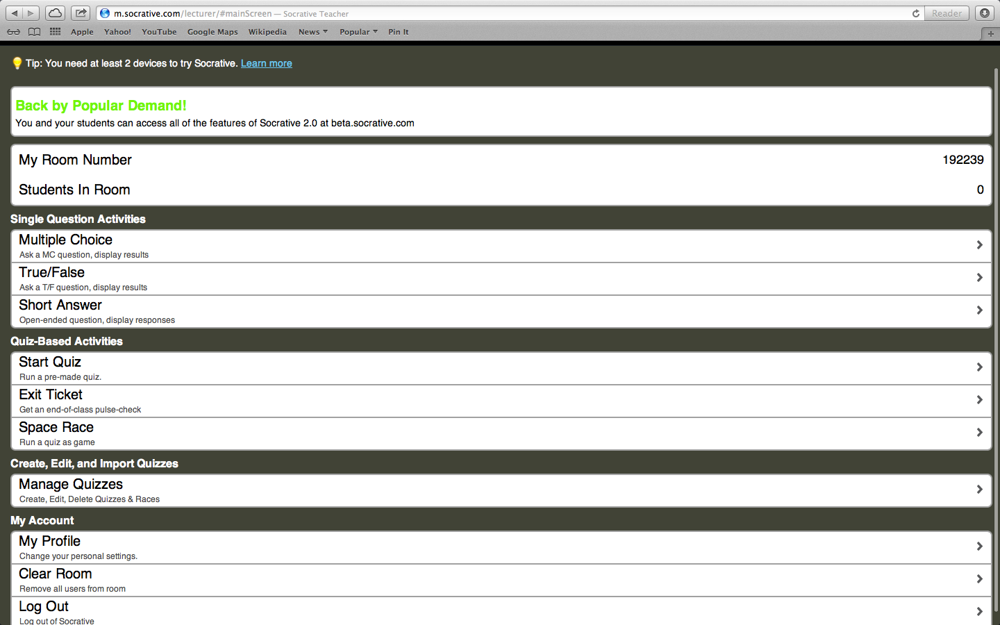 m.socrative.com/lecturer/#mainScreen — Socrative Teacher
Reader
Apple Yahoo! YouTube Google Maps Wikipedia News Popular Pin It
Tip: You need at least 2 devices to try Socrative. Learn more
Back by Popular Demand!
You and your students can access all of the features of Socrative 2.0 at beta.socrative.com
My Room Number 192239
Students In Room 0
Single Question Activities
Multiple Choice
Ask a MC question, display results
True/False
Ask a T/F question, display results
Short Answer
Open-ended question, display responses
Quiz-Based Activities
Start Quiz
Run a pre-made quiz.
Exit Ticket
Get an end-of-class pulse-check
Space Race
Run a quiz as game
Create, Edit, and Import Quizzes
Manage Quizzes
Create, Edit, Delete Quizzes & Races
My Account
My Profile
Change your personal settings.
Clear Room
Remove all users from room
Log Out
Log out of Socrative